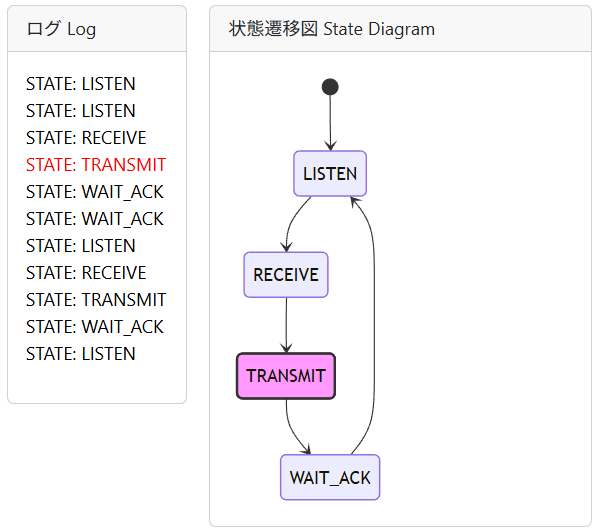 ログ Log
STATE: LISTEN
STATE: LISTEN
STATE: RECEIVE
STATE: TRANSMIT
STATE: WAIT_ACK
STATE: WAIT_ACK
STATE: LISTEN
STATE: RECEIVE
STATE: TRANSMIT
STATE: WAIT_ACK
STATE: LISTEN
状態遷移図 State Diagram
LISTEN
RECEIVE
TRANSMIT
WAIT_ACK